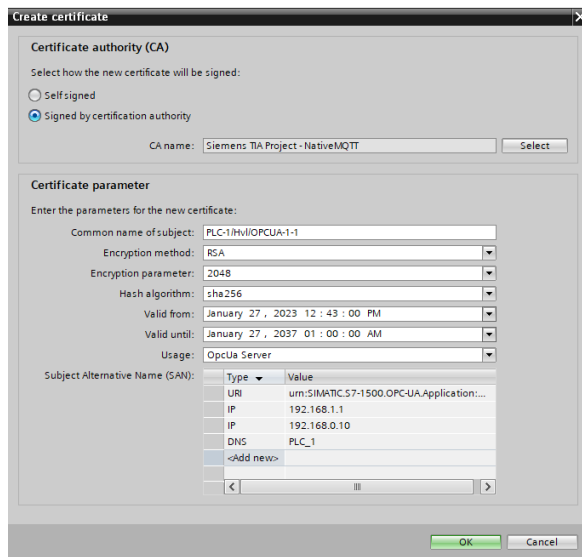 Create certificate
Certificate authority (CA)
Select how the new certificate will be signed:
Self signed
Signed by certification authority
CA name: Siemens TIA Project - NativeMQTT Select
Certificate parameter
Enter the parameters for the new certificate:
Common name of subject: PLC-1/Hvl/OPCUA-1-1
Encryption method: RSA
Encryption parameter: 2048
Hash algorithm: sha256
Valid from: January 27 , 2023 12 : 43 : 00 PM
Valid until: January 27 , 2037 01 : 00 : 00 AM
Usage: OpcUa Server
Subject Alternative Name (SAN): Type Value
URI urn:SIMATIC.S7-1500.OPC-UA.Application:...
IP 192.168.1.1
IP 192.168.0.10
DNS PLC_1
<Add new>
OK Cancel